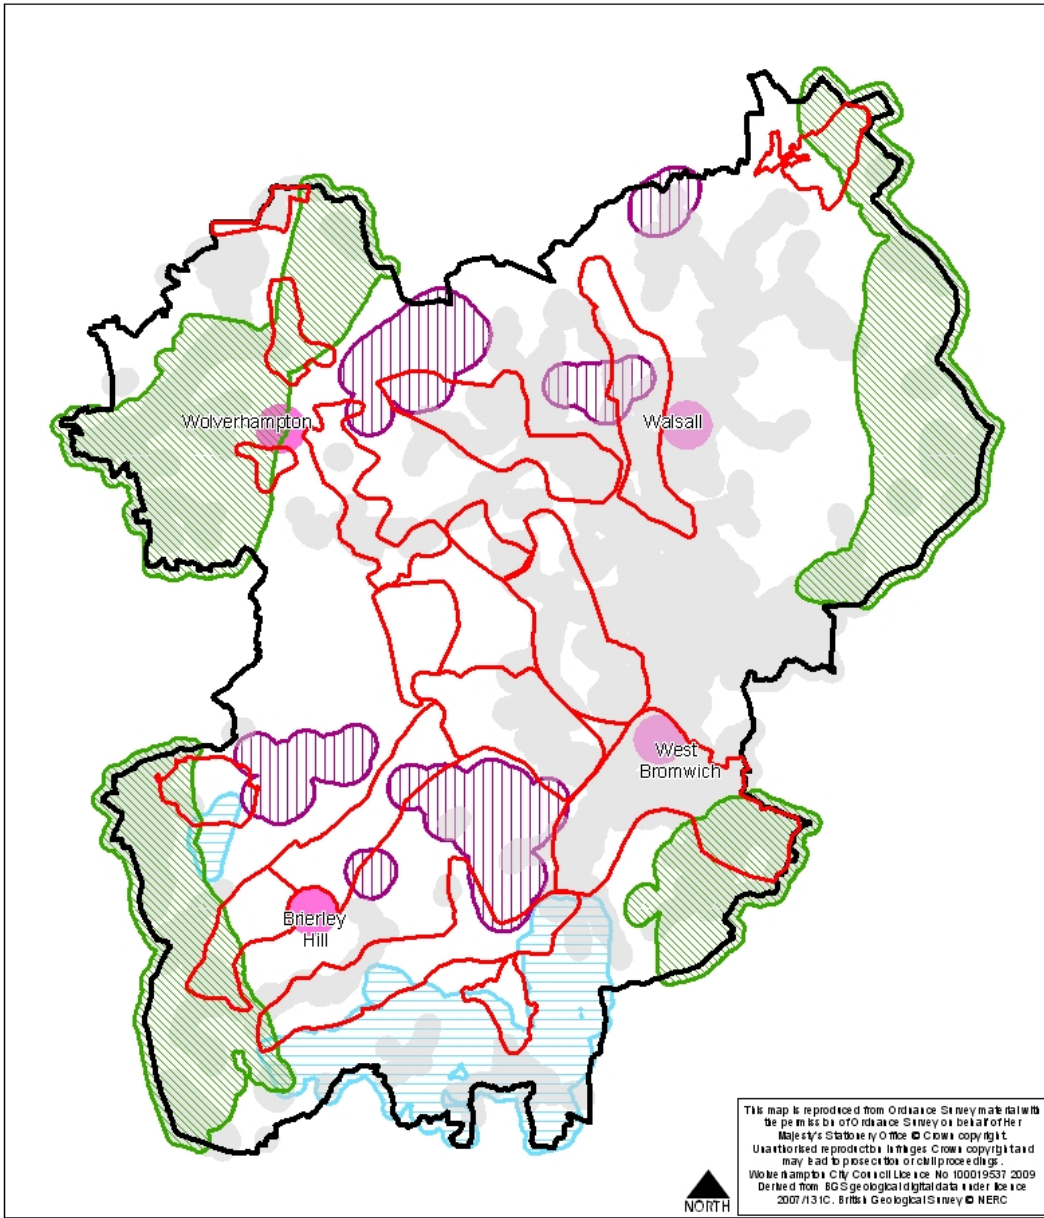 Wolverhampton
Walsall
West
Bromwich
Brierley
Hill
This map is reproduced from Ordnance Survey material with
the permission of Ordnance Survey on behalf of Her
Majesty's Stationery Office © Crown copyright.
Unauthorised reproduction infringes Crown copyright and
may lead to prosecution or civil proceedings.
Wolverhampton City Council Licence No 100019537 2009
Derived from BGS geological digital data under licence
2007/131C. British Geological Survey © NERC
NORTH